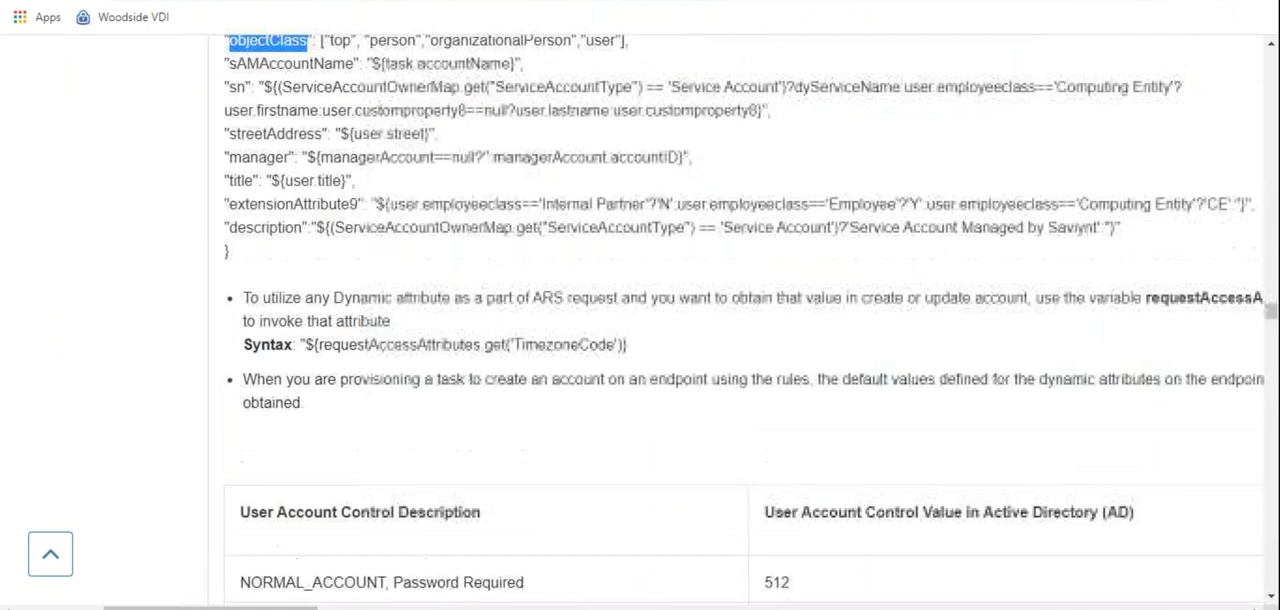 Apps Woodside VDI
"objectClass": ["top", "person","organizationalPerson","user"],
"sAMAccountName": "${task.accountName}",
"sn": "${(ServiceAccountOwnerMap.get("ServiceAccountType") == 'Service Account')?dyServiceName:user.employeeclass=='Computing Entity'?
user.firstname:user.customproperty8==null?user.lastname:user.customproperty8}",
"streetAddress": "${user.street}",
"manager": "${managerAccount==null?'':managerAccount.accountID}",
"title": "${user.title}",
"extensionAttribute9": "${user.employeeclass=='Internal Partner'?'N':user.employeeclass=='Employee'?'Y':user.employeeclass=='Computing Entity'?'CE':''}",
"description":"${(ServiceAccountOwnerMap.get("ServiceAccountType") == 'Service Account')?'Service Account Managed by Saviynt':''}"
}
• To utilize any Dynamic attribute as a part of ARS request and you want to obtain that value in create or update account, use the variable requestAccessA
to invoke that attribute
Syntax: "${requestAccessAttributes.get('TimezoneCode')}
• When you are provisioning a task to create an account on an endpoint using the rules, the default values defined for the dynamic attributes on the endpoin
obtained.
User Account Control Description User Account Control Value in Active Directory (AD)
NORMAL_ACCOUNT, Password Required 512